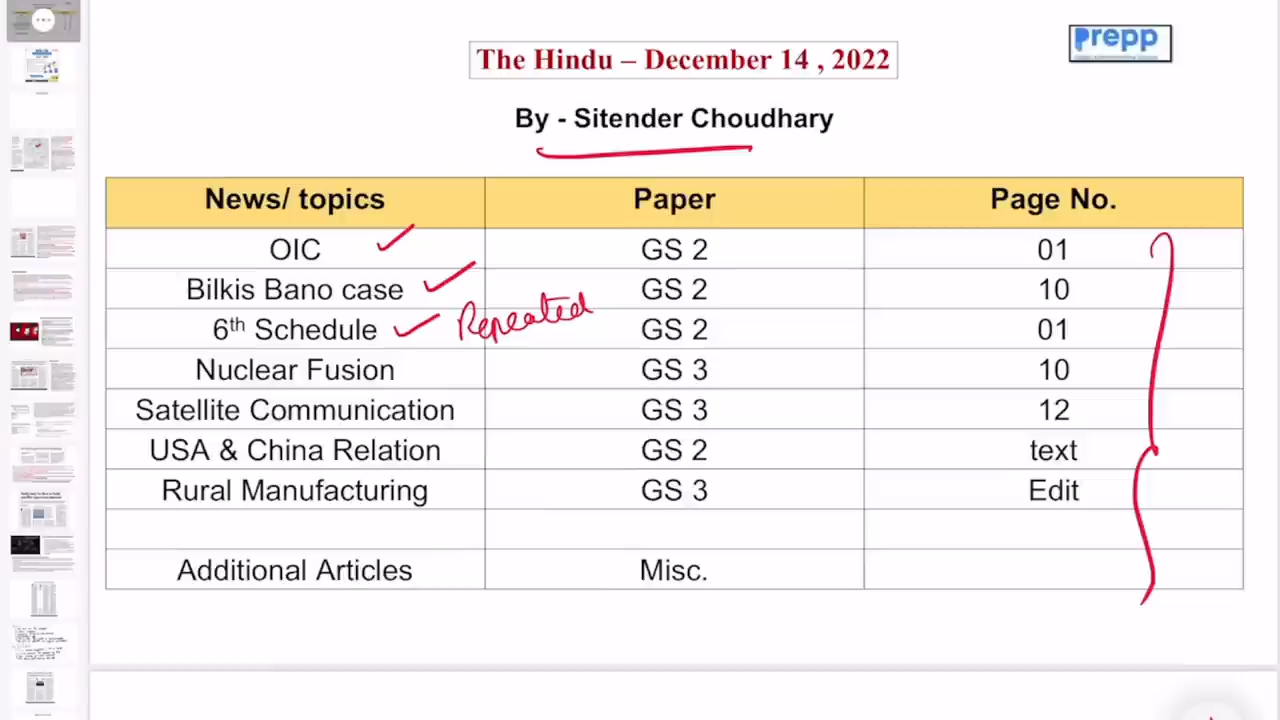 prepp
The Hindu – December 14 , 2022
By - Sitender Choudhary
News/ topics Paper Page No.
OIC GS 2 01
Bilkis Bano case GS 2 10
6th Schedule Repeated GS 2 01
Nuclear Fusion GS 3 10
Satellite Communication GS 3 12
USA & China Relation GS 2 text
Rural Manufacturing GS 3 Edit
Additional Articles Misc.